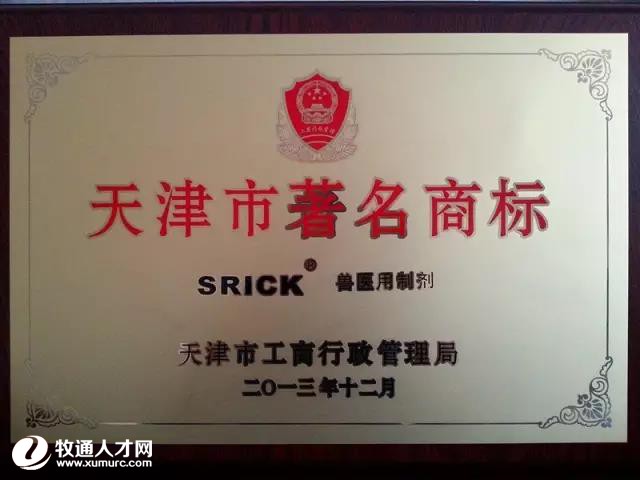 天津市著名商标
SRICK® 兽医用制剂
天津市工商行政管理局
二〇一三年十二月
牧通人才网
www.xumurc.com